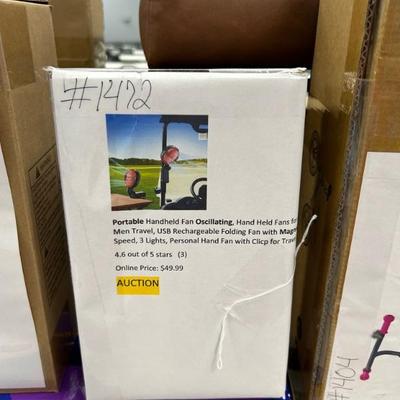 #1472
Portable Handheld Fan Oscillating, Hand Held Fans for
Men Travel, USB Rechargeable Folding Fan with
Speed, 3 Lights, Personal Hand Fan with Clicp for Travel
4.6 out of 5 stars (3)
Online Price: $49.99
AUCTION
#1404